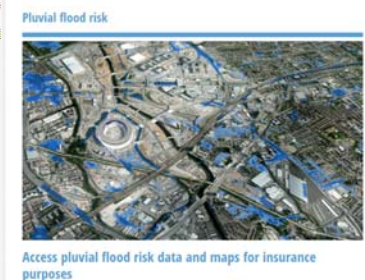 Pluvial flood risk
Access pluvial flood risk data and maps for insurance
purposes